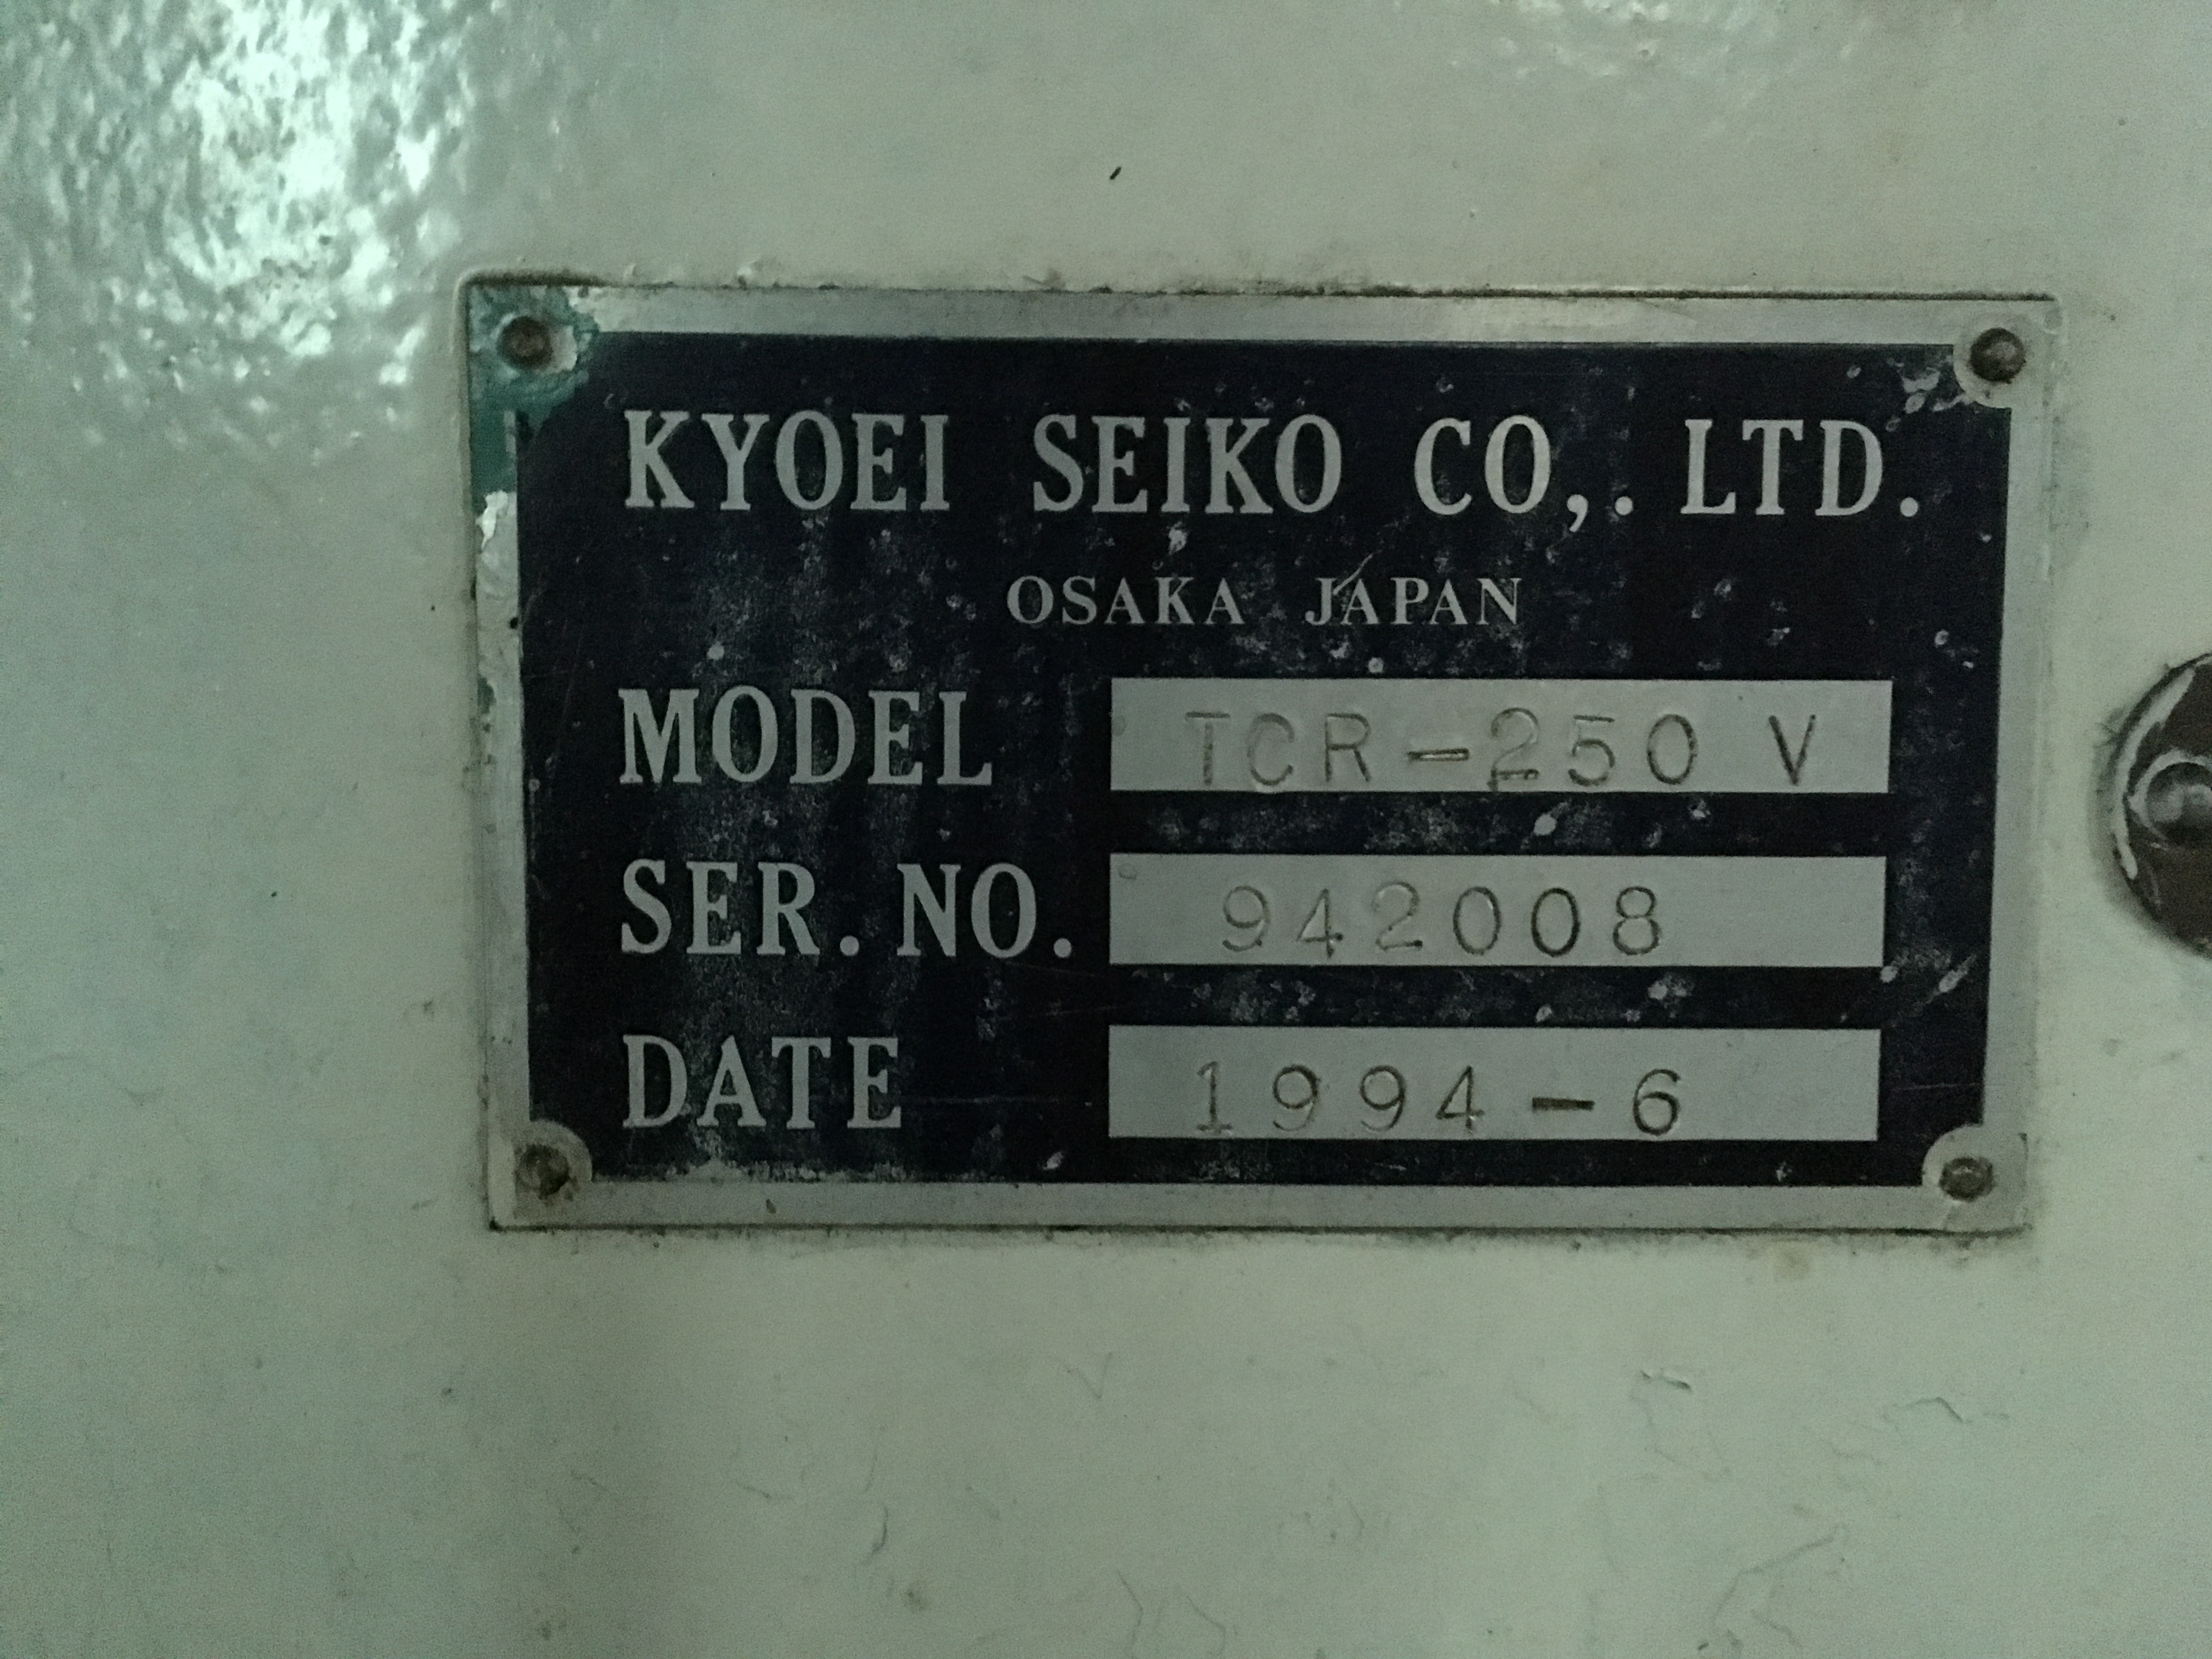 KYOEI SEIKO CO,. LTD.
OSAKA JAPAN
MODEL TCR-250 V
SER. NO. 942008
DATE 1994-6